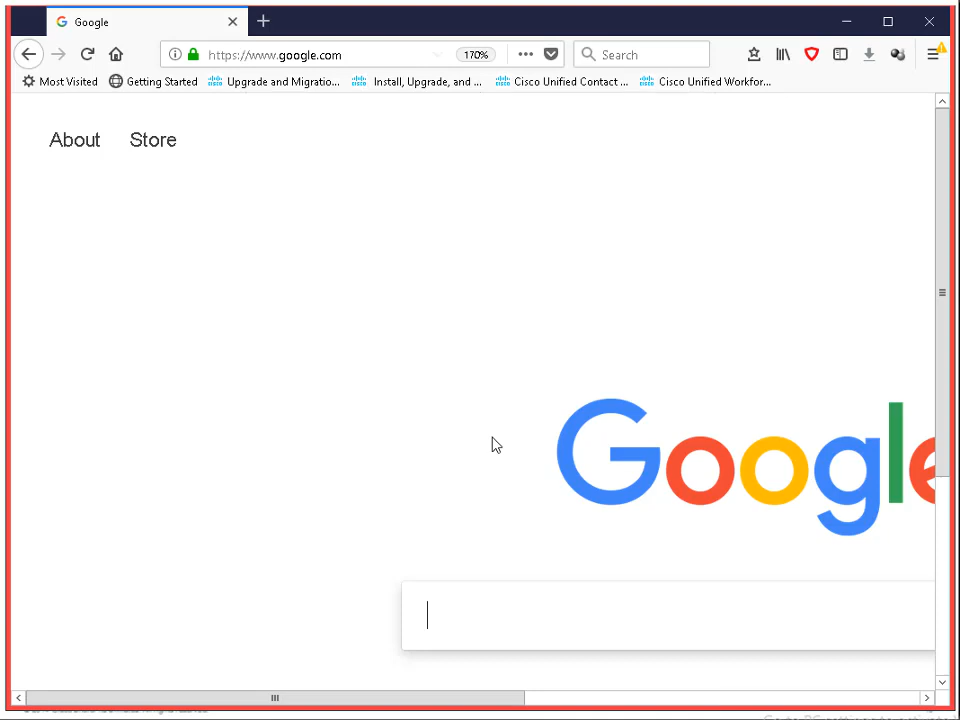 Google
https://www.google.com
170%
Search
Most Visited
Getting Started
Upgrade and Migratio...
Install, Upgrade, and ...
Cisco Unified Contact ...
Cisco Unified Workfor...
About
Store
Google